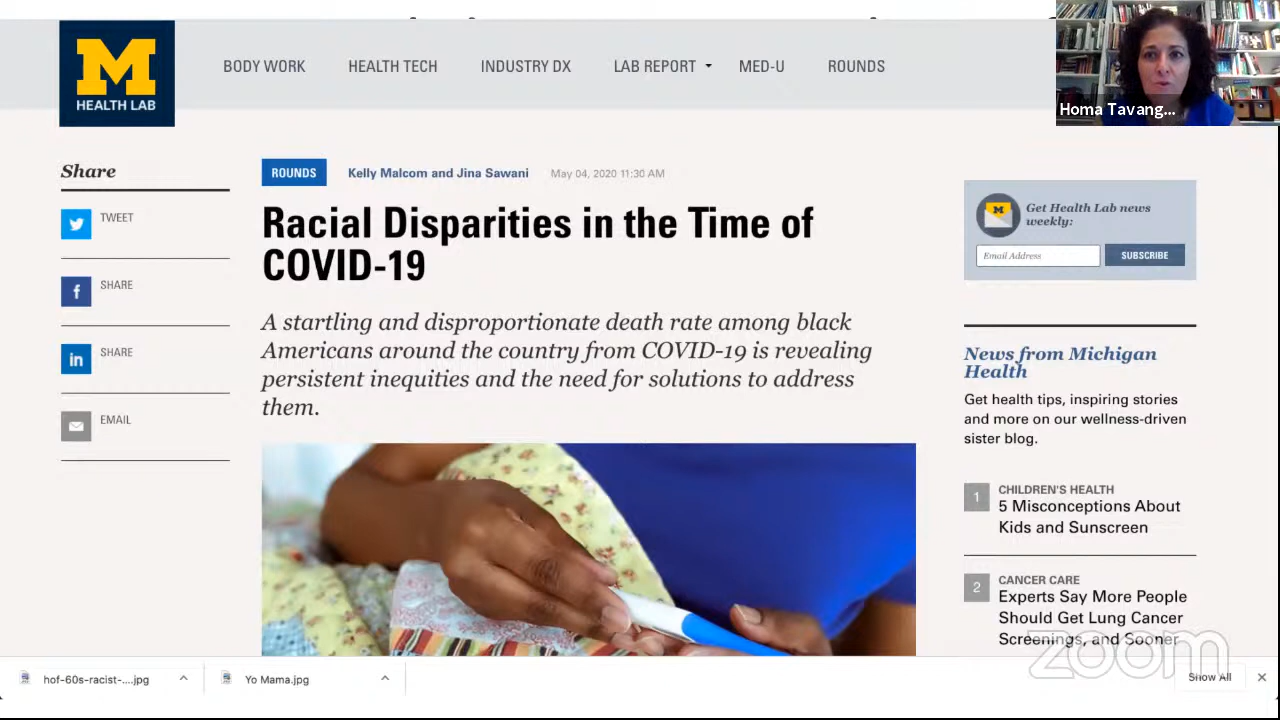 M
HEALTH LAB
BODY WORK
HEALTH TECH
INDUSTRY DX
LAB REPORT
MED-U
ROUNDS
Homa Tavang...
Share
TWEET
SHARE
SHARE
EMAIL
ROUNDS
Kelly Malcom and Jina Sawani
May 04, 2020 11:30 AM
Racial Disparities in the Time of
COVID-19
A startling and disproportionate death rate among black
Americans around the country from COVID-19 is revealing
persistent inequities and the need for solutions to address
them.
M
Get Health Lab news
weekly:
Email Address
SUBSCRIBE
News from Michigan
Health
Get health tips, inspiring stories
and more on our wellness-driven
sister blog.
1
CHILDREN'S HEALTH
5 Misconceptions About
Kids and Sunscreen
2
CANCER CARE
Experts Say More People
Should Get Lung Cancer
Screenings, and Sooner
zoom
hof-60s-racist-....jpg
Yo Mama.jpg
Show All